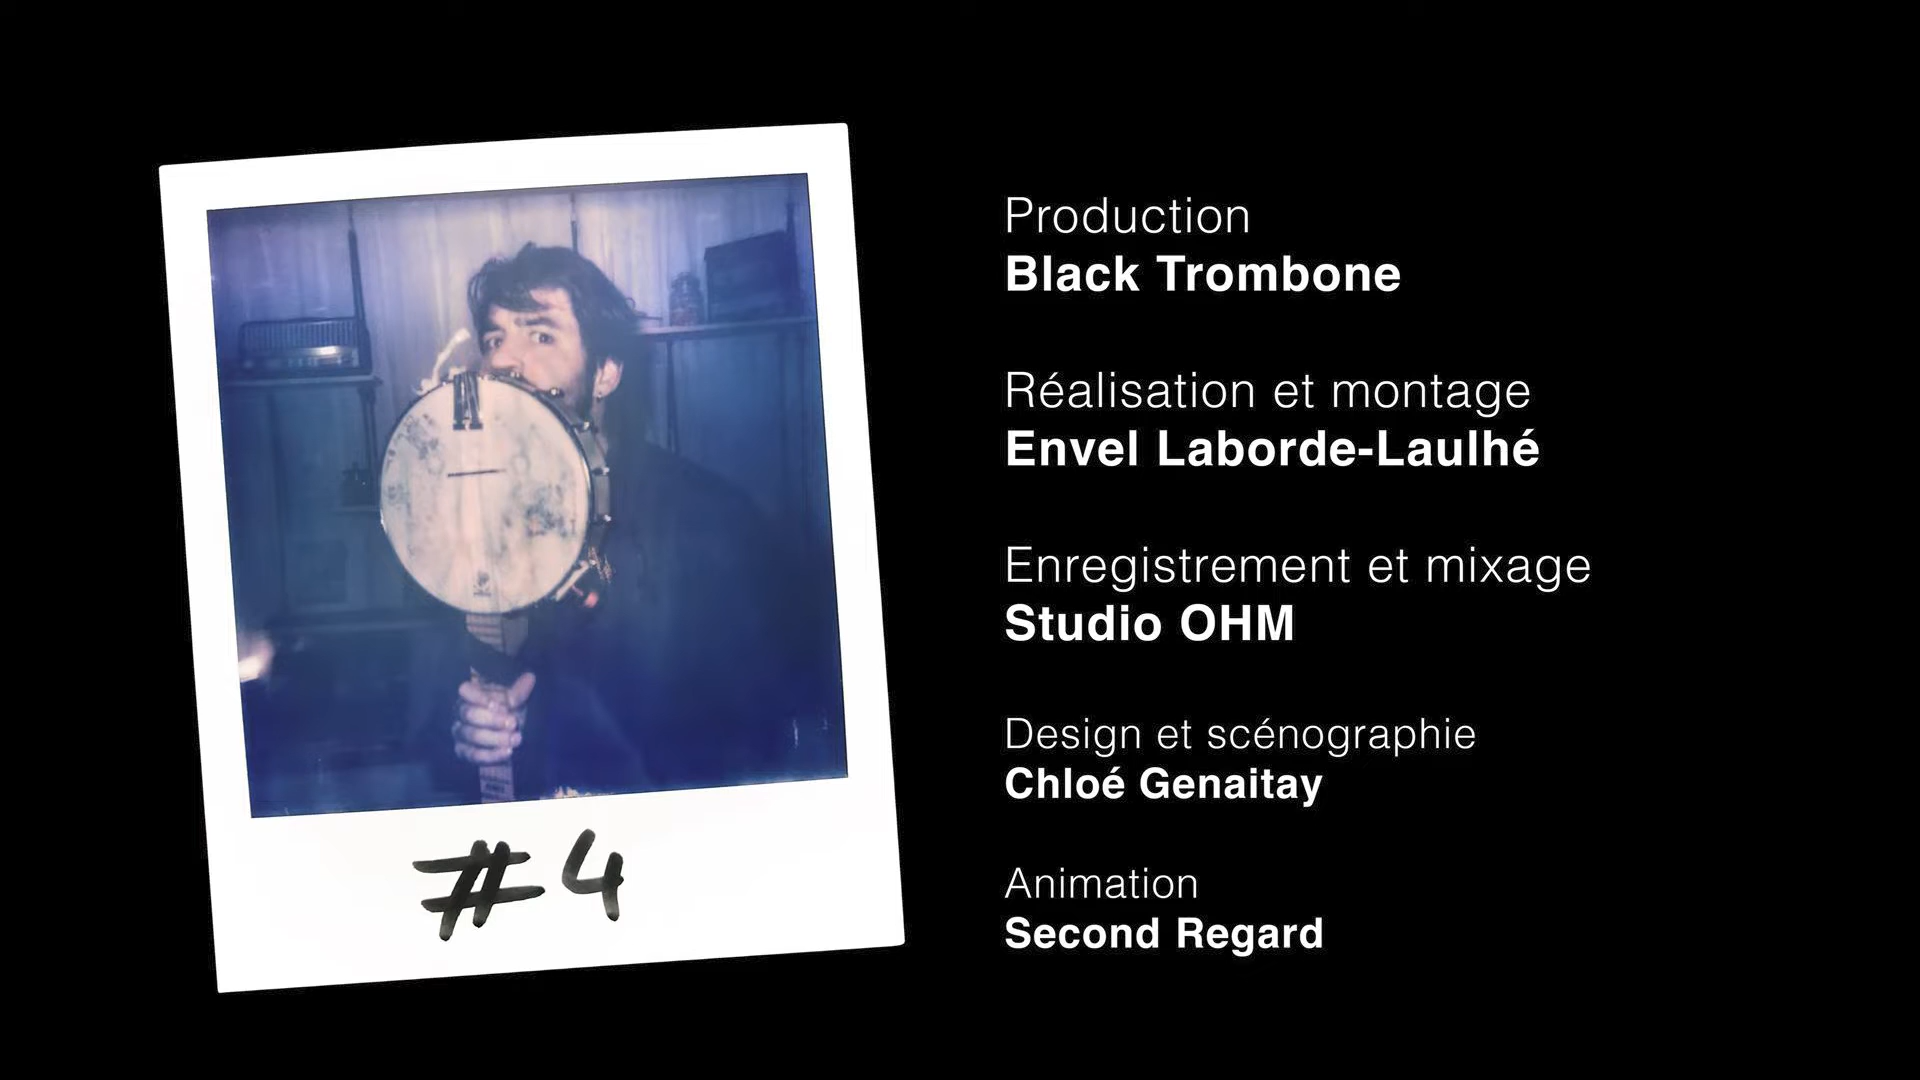 #4
Production
Black Trombone
Réalisation et montage
Envel Laborde-Laulhé
Enregistrement et mixage
Studio OHM
Design et scénographie
Chloé Genaitay
Animation
Second Regard